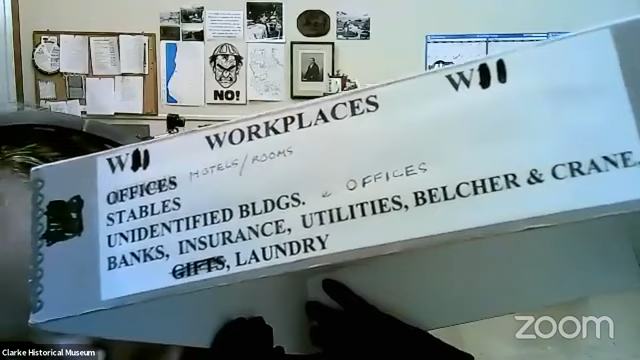 NO!
WORKPLACES
W
W
OFFICES HOTELS/ROOMS
STABLES
UNIDENTIFIED BLDGS. & OFFICES
BANKS, INSURANCE, UTILITIES, BELCHER & CRANE
GIFTS, LAUNDRY
Clarke Historical Museum
zoom